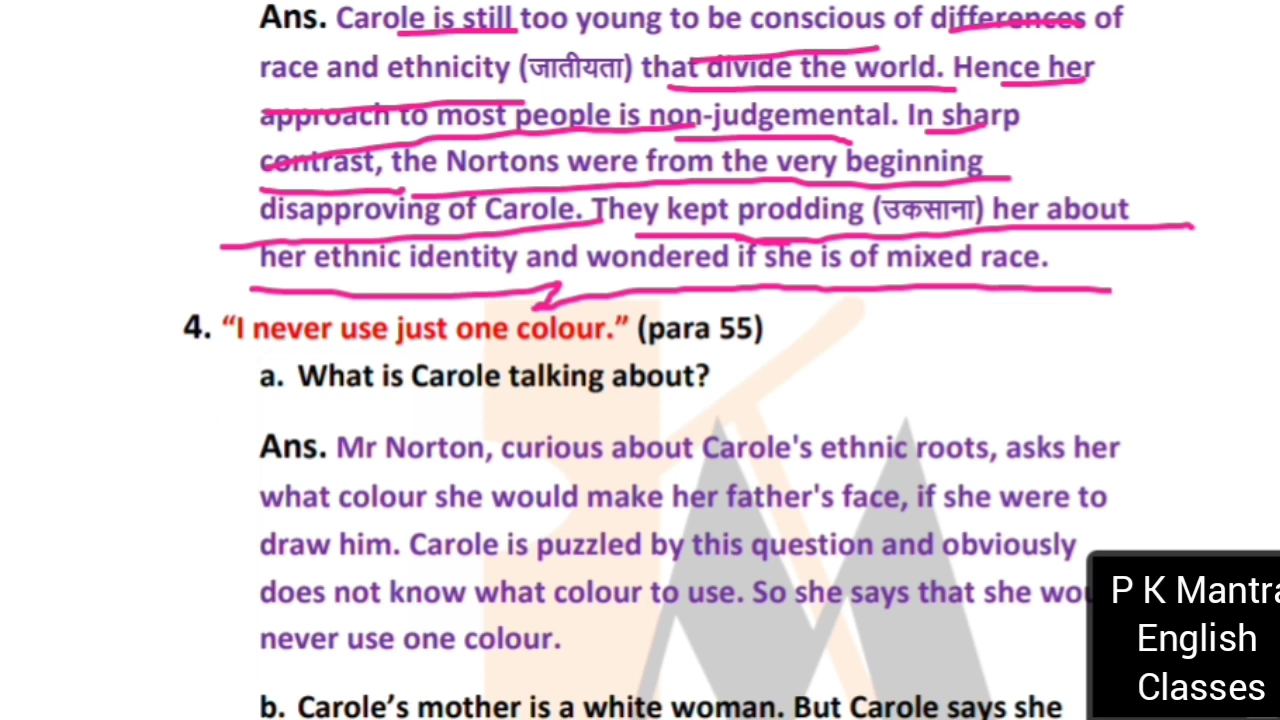 Ans. Carole is still too young to be conscious of differences of
race and ethnicity (जातीयता) that divide the world. Hence her
approach to most people is non-judgemental. In sharp
contrast, the Nortons were from the very beginning
disapproving of Carole. They kept prodding (उकसाना) her about
her ethnic identity and wondered if she is of mixed race.
4. “I never use just one colour.” (para 55)
a. What is Carole talking about?
Ans. Mr Norton, curious about Carole's ethnic roots, asks her
what colour she would make her father's face, if she were to
draw him. Carole is puzzled by this question and obviously
does not know what colour to use. So she says that she
never use one colour.
b. Carole’s mother is a white woman. But Carole says she
P K Mantra
English
Classes